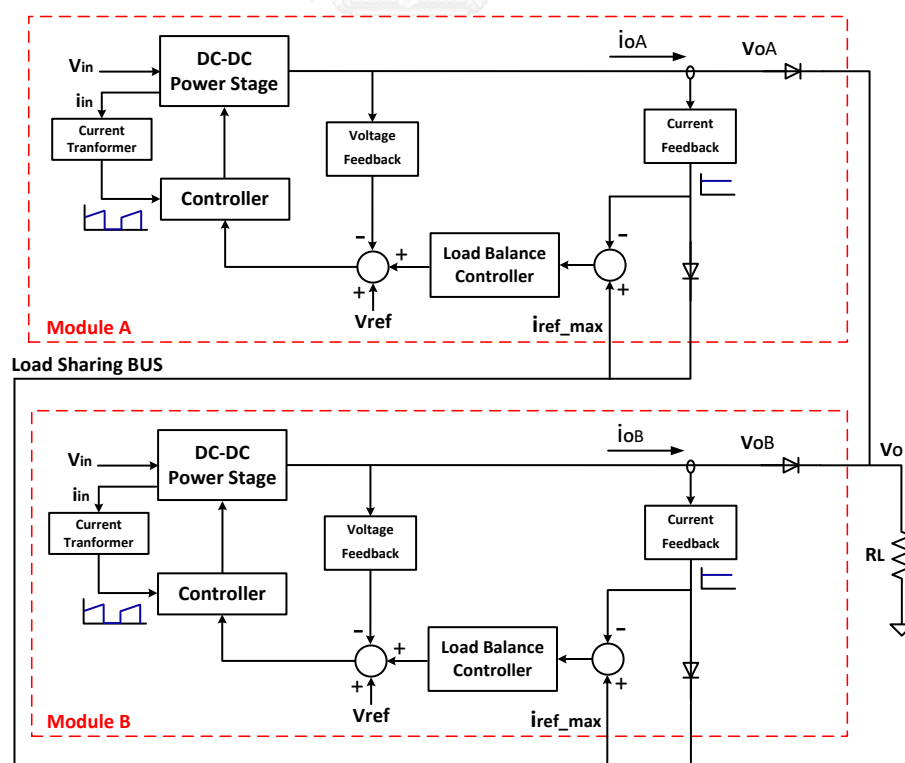 ioA
VoA
Vin
DC-DC
Power Stage
iin
Current
Tranformer
Voltage
Feedback
Current
Feedback
Controller
Load Balance
Controller
−
+
+
−
+
Vref
iref_max
Module A
Load Sharing BUS
ioB
VoB
Vo
Vin
DC-DC
Power Stage
iin
Current
Tranformer
Voltage
Feedback
Current
Feedback
RL
Controller
Load Balance
Controller
−
+
+
−
+
Vref
iref_max
Module B